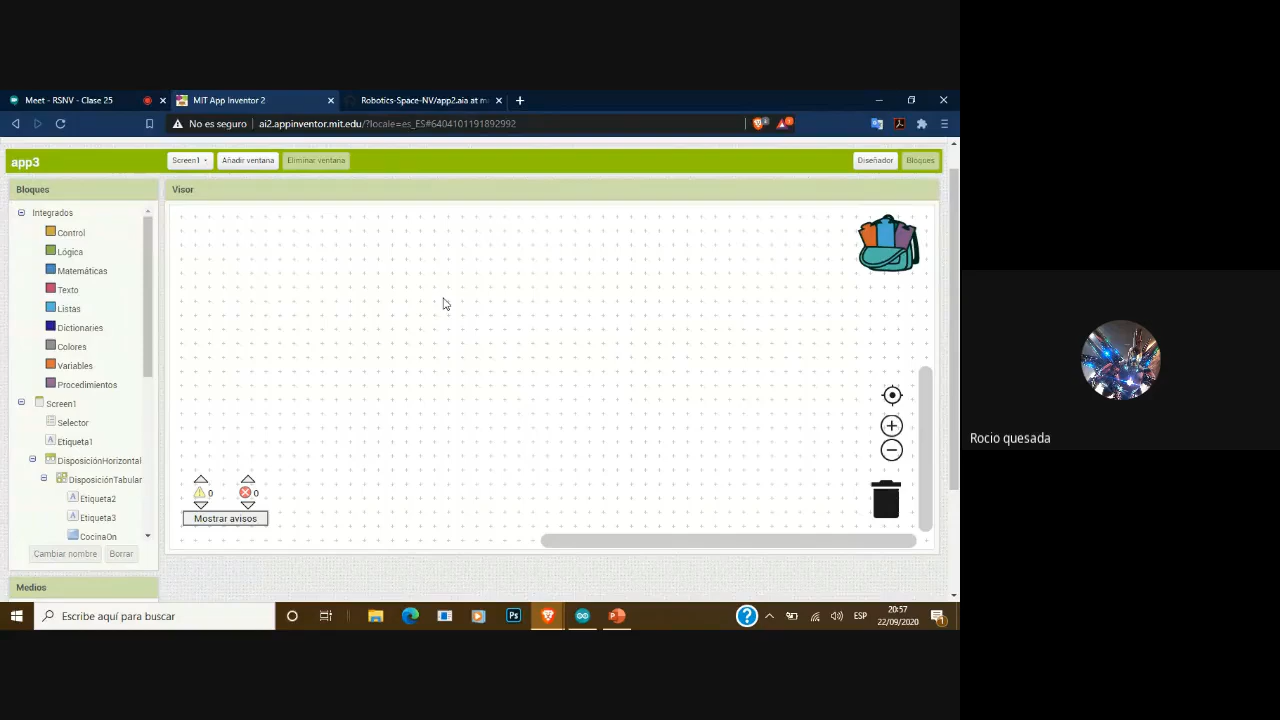 Meet - RSNV - Clase 25
MIT App Inventor 2
Robotics-Space-NV/app2.aia at m
No es seguro
ai2.appinventor.mit.edu/?locale=es_ES#6404101191892992
app3
Screen1
Añadir ventana
Eliminar ventana
Diseñador
Bloques
Bloques
Visor
Integrados
Control
Lógica
Matemáticas
Texto
Listas
Dictionaries
Colores
Variables
Procedimientos
Screen1
Selector
Etiqueta1
DisposiciónHorizontal
DisposiciónTabular
Etiqueta2
Etiqueta3
CocinaOn
Cambiar nombre
Borrar
0
0
Mostrar avisos
Medios
Rocio quesada
Escribe aquí para buscar
Ps
ESP
20:57
22/09/2020
1